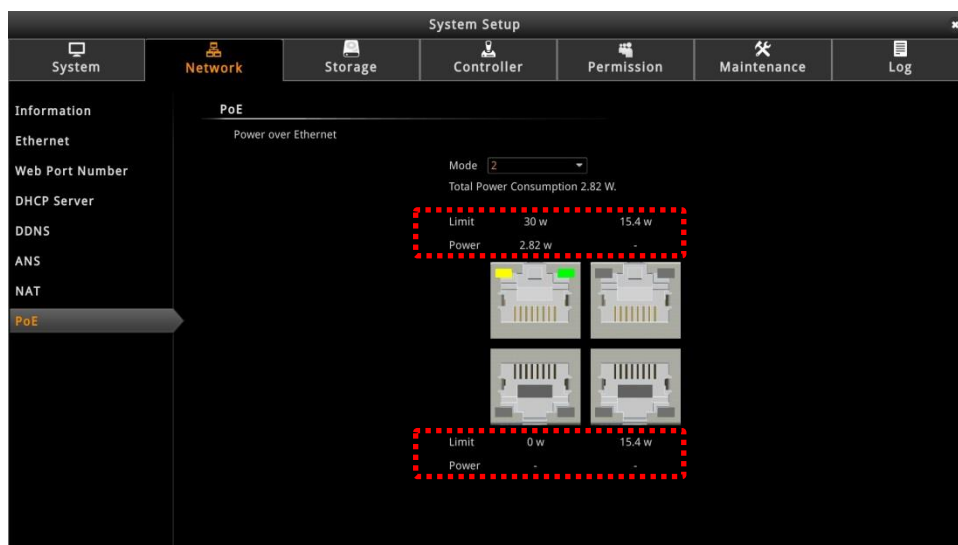 System Setup
System Network Storage Controller Permission Maintenance Log
Information
Ethernet
Web Port Number
DHCP Server
DDNS
ANS
NAT
PoE
PoE
Power over Ethernet
Mode 2
Total Power Consumption 2.82 W.
Limit 30 w 15.4 w
Power 2.82 w -
Limit 0 w 15.4 w
Power - -